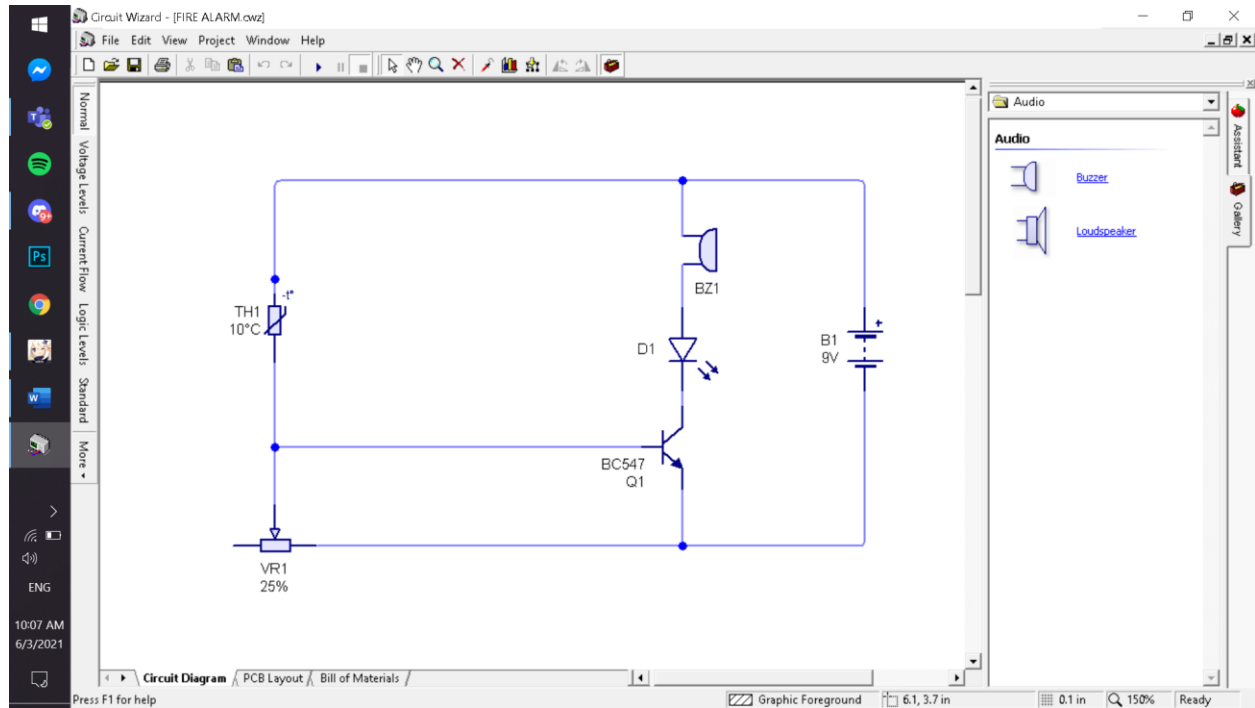 Circuit Wizard - [FIRE ALARM.cwz]
File Edit View Project Window Help
Normal
Voltage Levels
Current Flow
Logic Levels
Standard
More
Audio
Audio
Buzzer
Loudspeaker
Assistant
Gallery
-t°
TH1
10°C
BZ1
D1
B1
9V
+
BC547
Q1
VR1
25%
9+
Ps
W
ENG
10:07 AM
6/3/2021
Circuit Diagram PCB Layout Bill of Materials
Press F1 for help
Graphic Foreground 6.1, 3.7 in 0.1 in 150% Ready